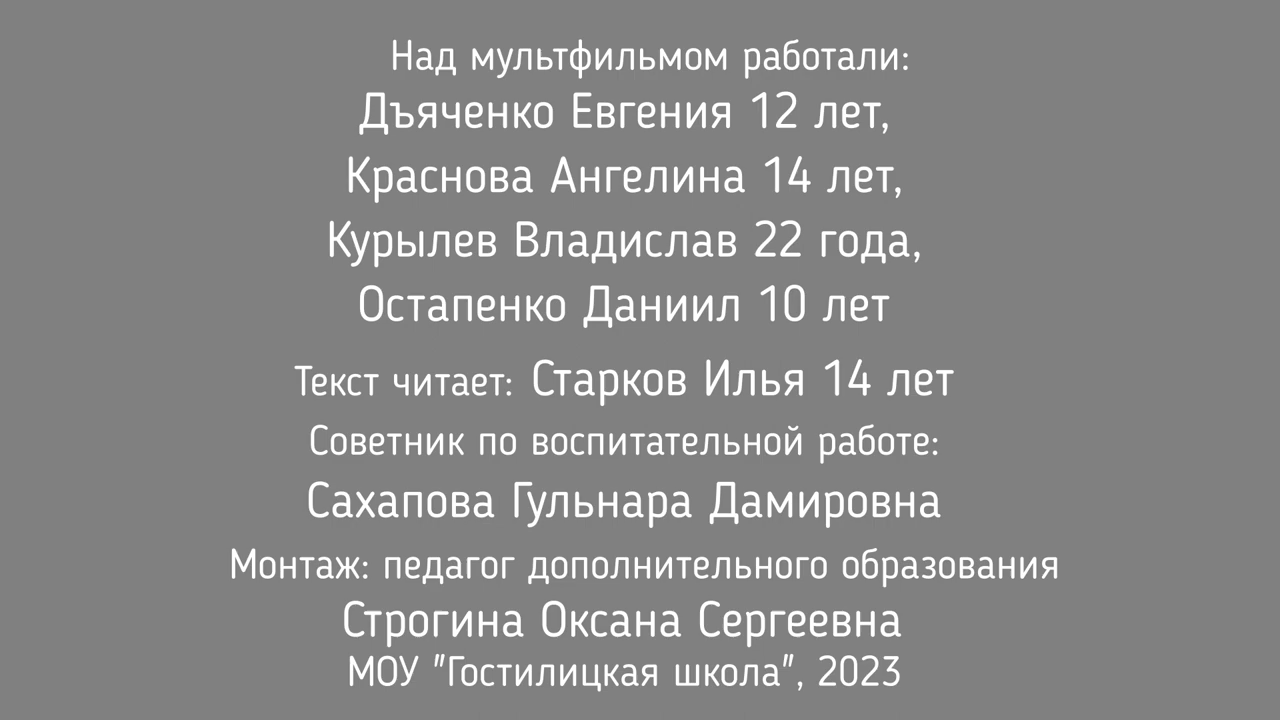 Над мультфильмом работали:
Дъяченко Евгения 12 лет,
Краснова Ангелина 14 лет,
Курылев Владислав 22 года,
Остапенко Даниил 10 лет
Текст читает: Старков Илья 14 лет
Советник по воспитательной работе:
Сахапова Гульнара Дамировна
Монтаж: педагог дополнительного образования
Строгина Оксана Сергеевна
МОУ "Гостилицкая школа", 2023